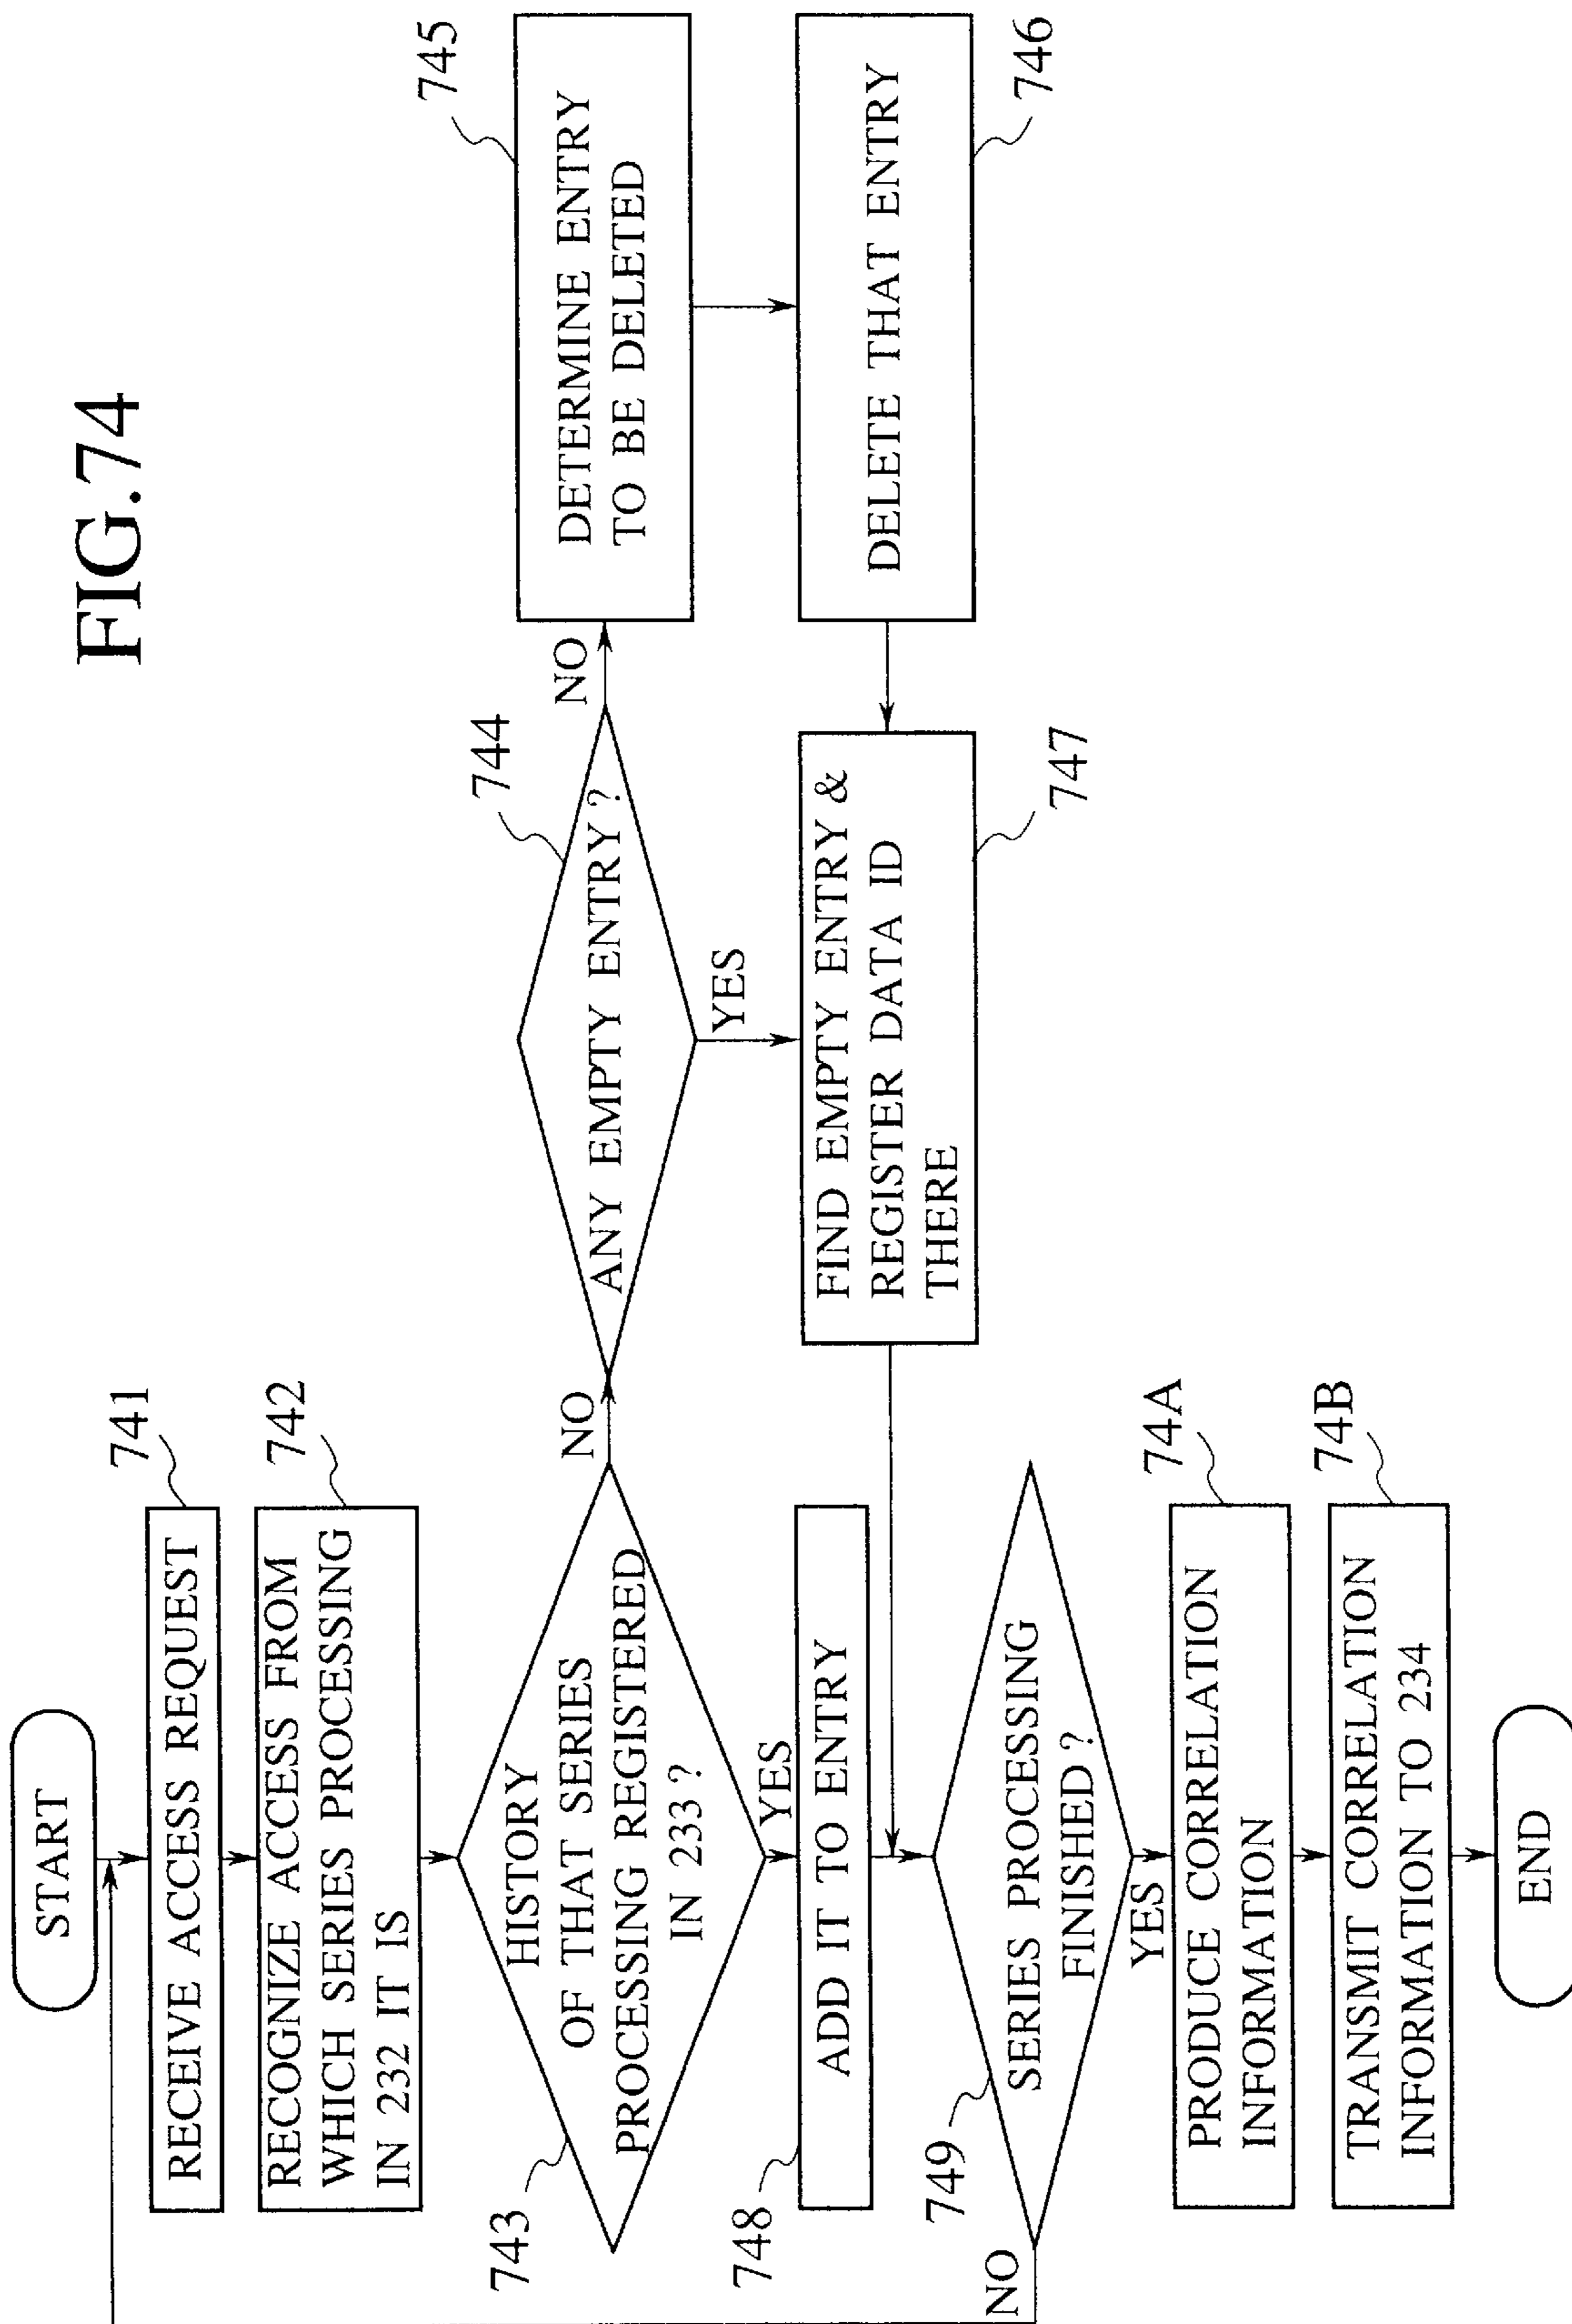 FIG.74
START
741
RECEIVE ACCESS REQUEST
742
RECOGNIZE ACCESS FROM
WHICH SERIES PROCESSING
IN 232 IT IS
743
HISTORY
OF THAT SERIES
PROCESSING REGISTERED
IN 233 ?
NO
YES
744
ANY EMPTY ENTRY ?
NO
YES
745
DETERMINE ENTRY
TO BE DELETED
746
DELETE THAT ENTRY
747
FIND EMPTY ENTRY &
REGISTER DATA ID
THERE
748
ADD IT TO ENTRY
749
SERIES PROCESSING
FINISHED ?
NO
YES
74A
PRODUCE CORRELATION
INFORMATION
74B
TRANSMIT CORRELATION
INFORMATION TO 234
END